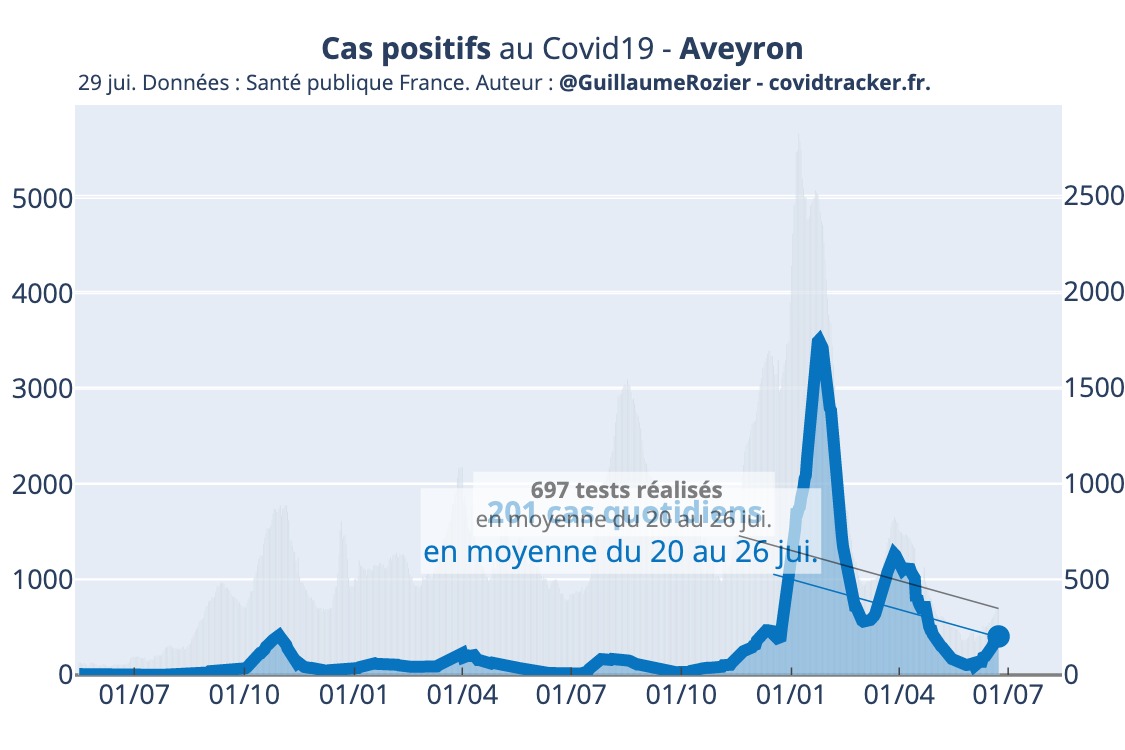 Cas positifs au Covid19 - Aveyron
29 jui. Données : Santé publique France. Auteur : @GuillaumeRozier - covidtracker.fr.
5000
4000
3000
2000
1000
0
2500
2000
1500
1000
500
0
697 tests réalisés
en moyenne du 20 au 26 jui.
201 cas quotidiens
en moyenne du 20 au 26 jui.
01/07 01/10 01/01 01/04 01/07 01/10 01/01 01/04 01/07